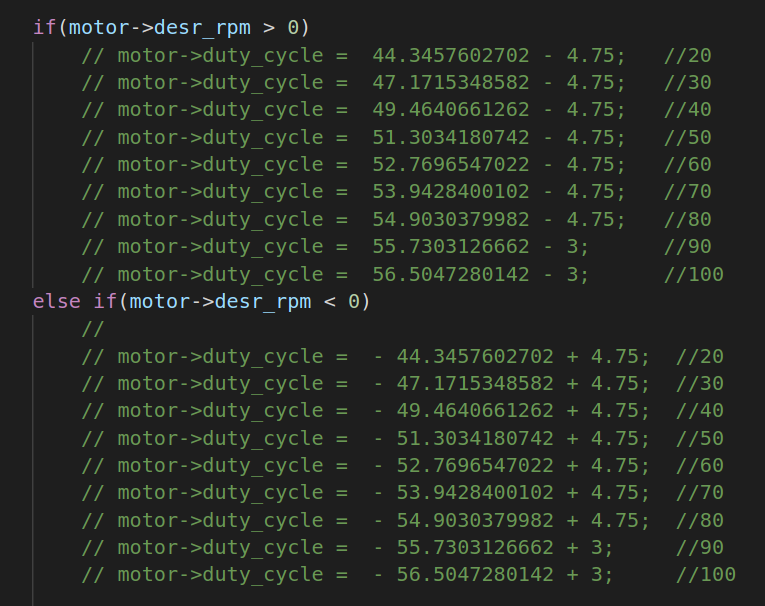 if(motor->desr_rpm > 0)
    // motor->duty_cycle =  44.3457602702 - 4.75;   //20
    // motor->duty_cycle =  47.1715348582 - 4.75;   //30
    // motor->duty_cycle =  49.4640661262 - 4.75;   //40
    // motor->duty_cycle =  51.3034180742 - 4.75;   //50
    // motor->duty_cycle =  52.7696547022 - 4.75;   //60
    // motor->duty_cycle =  53.9428400102 - 4.75;   //70
    // motor->duty_cycle =  54.9030379982 - 4.75;   //80
    // motor->duty_cycle =  55.7303126662 - 3;      //90
    // motor->duty_cycle =  56.5047280142 - 3;      //100
else if(motor->desr_rpm < 0)
    //
    // motor->duty_cycle =  - 44.3457602702 + 4.75;  //20
    // motor->duty_cycle =  - 47.1715348582 + 4.75;  //30
    // motor->duty_cycle =  - 49.4640661262 + 4.75;  //40
    // motor->duty_cycle =  - 51.3034180742 + 4.75;  //50
    // motor->duty_cycle =  - 52.7696547022 + 4.75;  //60
    // motor->duty_cycle =  - 53.9428400102 + 4.75;  //70
    // motor->duty_cycle =  - 54.9030379982 + 4.75;  //80
    // motor->duty_cycle =  - 55.7303126662 + 3;     //90
    // motor->duty_cycle =  - 56.5047280142 + 3;     //100